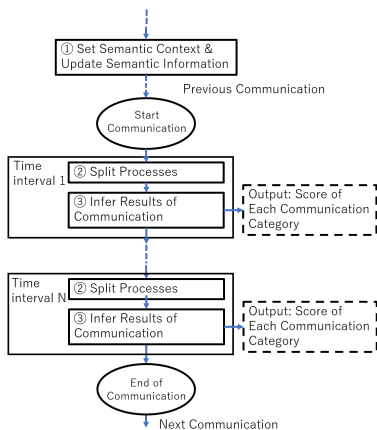 ① Set Semantic Context &
Update Semantic Information
Previous Communication
Start
Communication
Time
interval 1
② Split Processes
③ Infer Results of
Communication
Output: Score of
Each Communication
Category
Time
interval N
② Split Processes
③ Infer Results of
Communication
Output: Score of
Each Communication
Category
End of
Communication
Next Communication